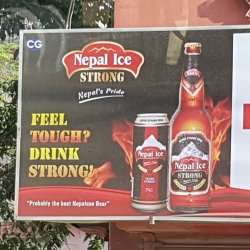 CG
Nepal Ice
STRONG
Nepal's Pride
FEEL
TOUGH?
DRINK
STRONG!
"Probably the best Nepalese Beer"
Nepal Ice
STRONG
Nepal Ice
STRONG